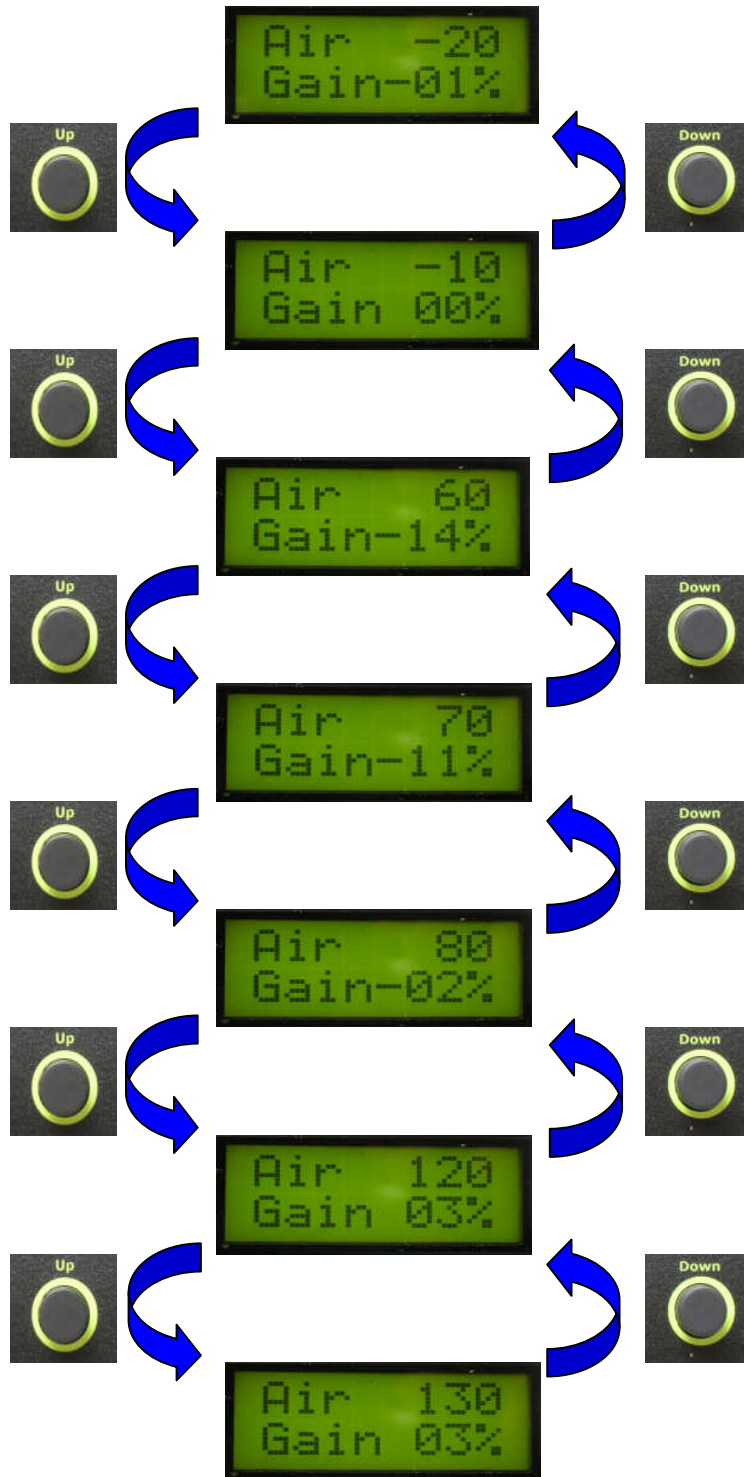 Air -20
Gain-01%
Up
Down
Air -10
Gain 00%
Up
Down
Air 60
Gain-14%
Up
Down
Air 70
Gain-11%
Up
Down
Air 80
Gain-02%
Up
Down
Air 120
Gain 03%
Up
Down
Air 130
Gain 03%